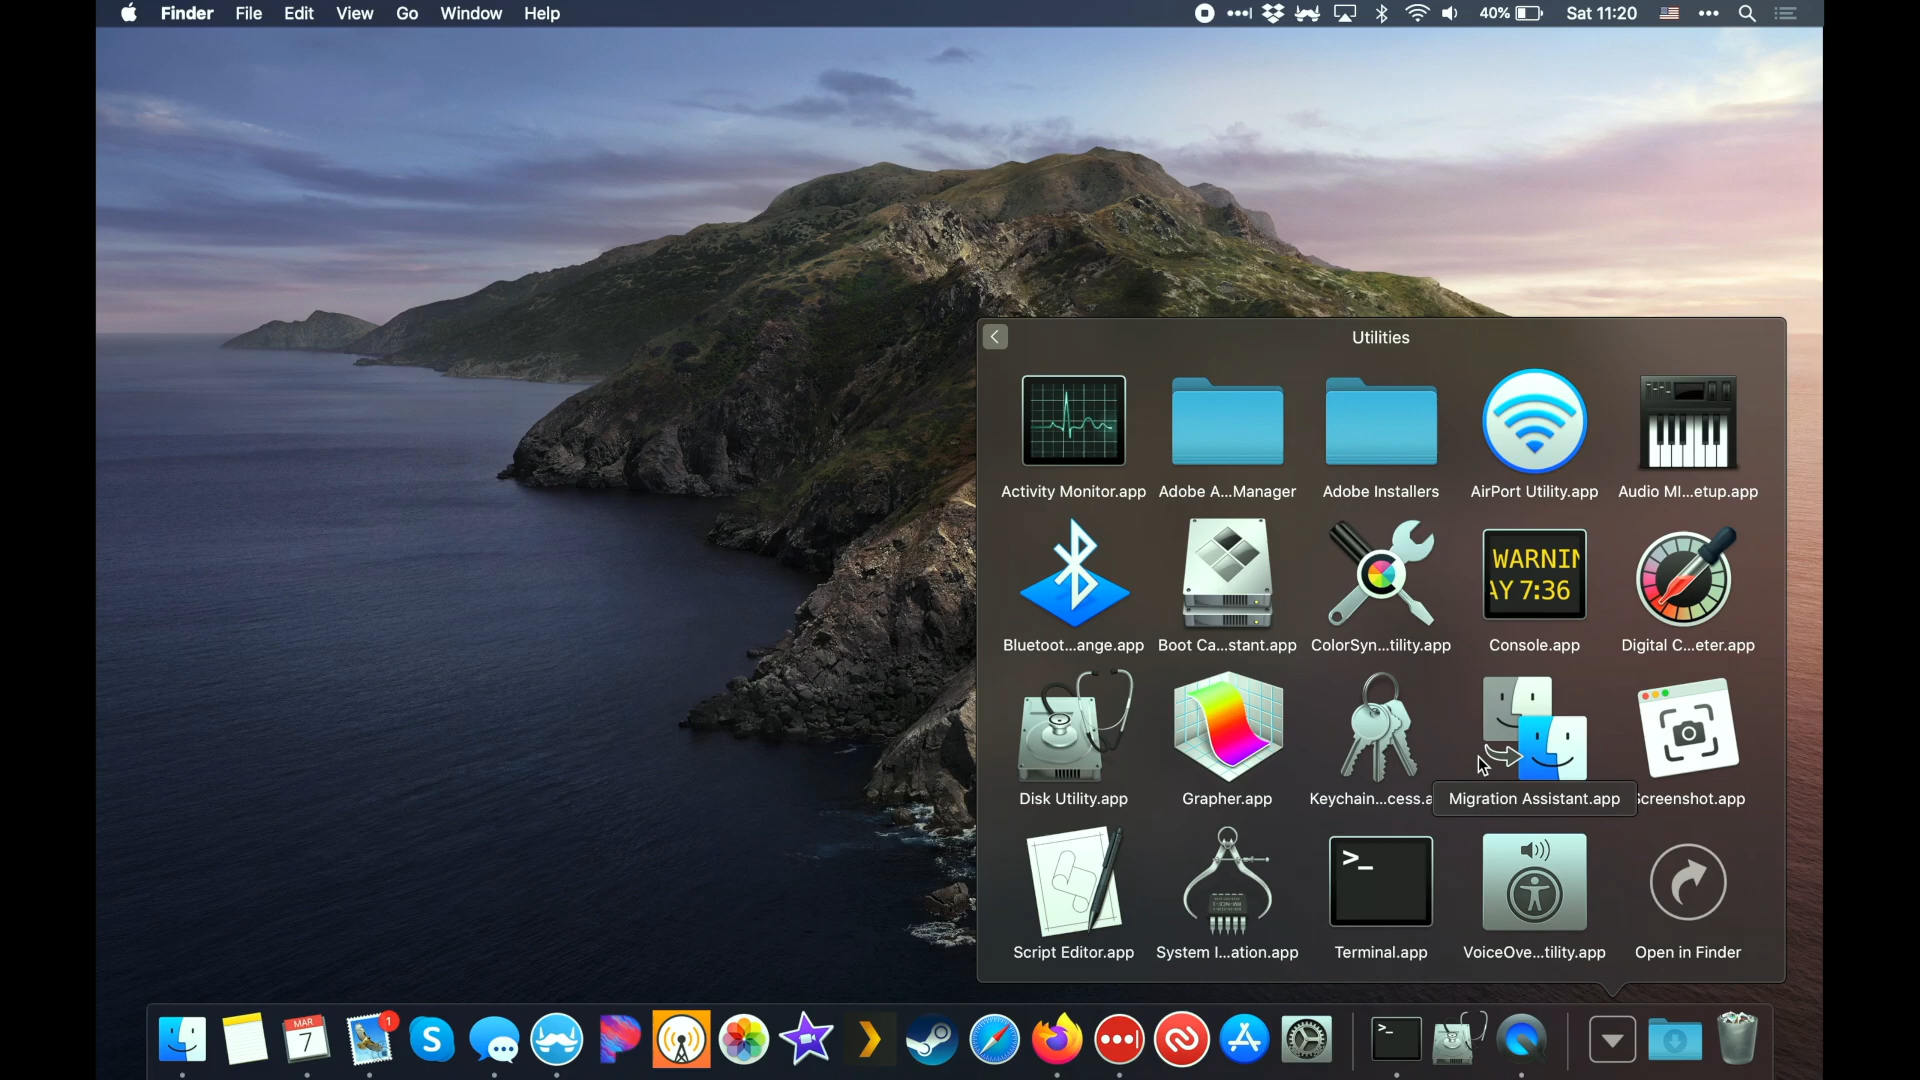 Finder File Edit View Go Window Help 40% Sat 11:20
Utilities
Activity Monitor.app Adobe A...Manager Adobe Installers AirPort Utility.app Audio MI...etup.app
WARNIN
AY 7:36
Bluetoot...ange.app Boot Ca...stant.app ColorSyn...tility.app Console.app Digital C...eter.app
Disk Utility.app Grapher.app Keychain...cess.a Migration Assistant.app Screenshot.app
>_
Script Editor.app System I...ation.app Terminal.app VoiceOve...tility.app Open in Finder
MAR
7
1
S
>_